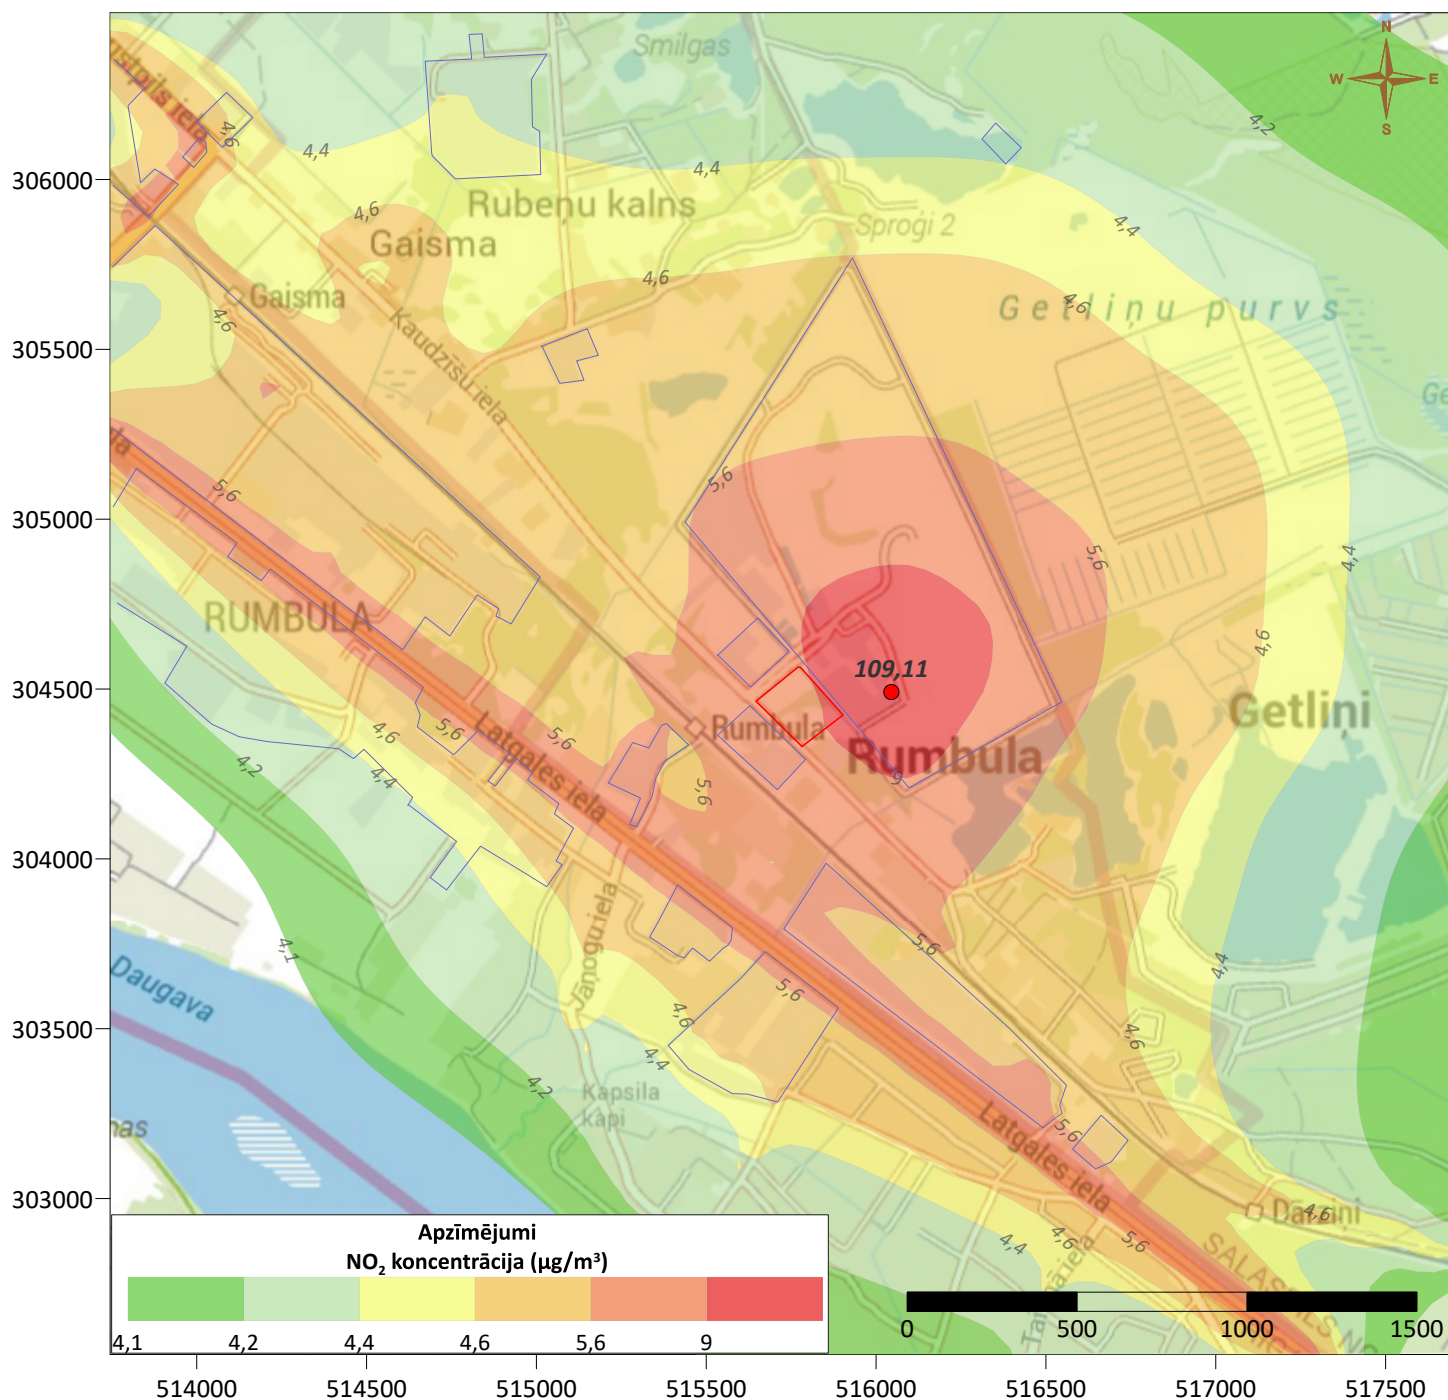 N
W E
S
Smilgas
4,2
4,6
4,4
4,4
306000
Rubeņu kalns
4,6
4,4
Sproģi 2
Gaisma
4,6
Gaisma
4,6
Getliņu purvs
4,6
305500
Kaudzīšu iela
5,6
5,6
305000
5,6
4,4
RUMBULA
4,6
109,11
304500
Getliņi
Rumbula
Rumbula
4,6
5,6
Latgales iela
5,6
4,2
4,4
5,6
9
304000
Jāņogu iela
4,1
5,6
4,4
Daugava
5,6
4,6
303500
4,6
4,4
4,2
Kapsila
kapi
Latgales iela
5,6
303000
Dārziņi
4,6
4,4
4,6
5,6
Apzīmējumi
NO₂ koncentrācija (µg/m³)
4,1 4,2 4,4 4,6 5,6 9
0 500 1000 1500
514000 514500 515000 515500 516000 516500 517000 517500